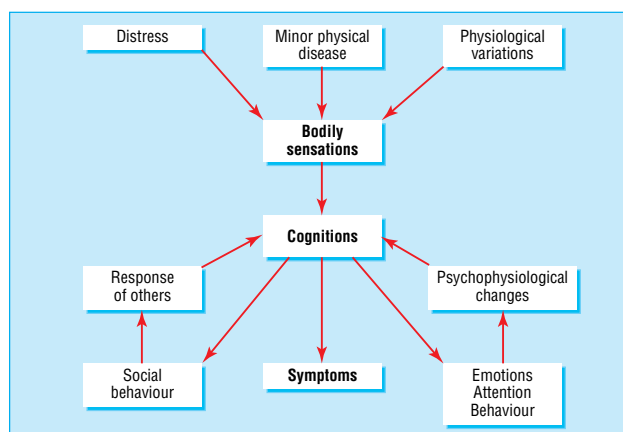 Distress
Minor physical
disease
Physiological
variations
Bodily
sensations
Cognitions
Response
of others
Psychophysiological
changes
Social
behaviour
Symptoms
Emotions
Attention
Behaviour